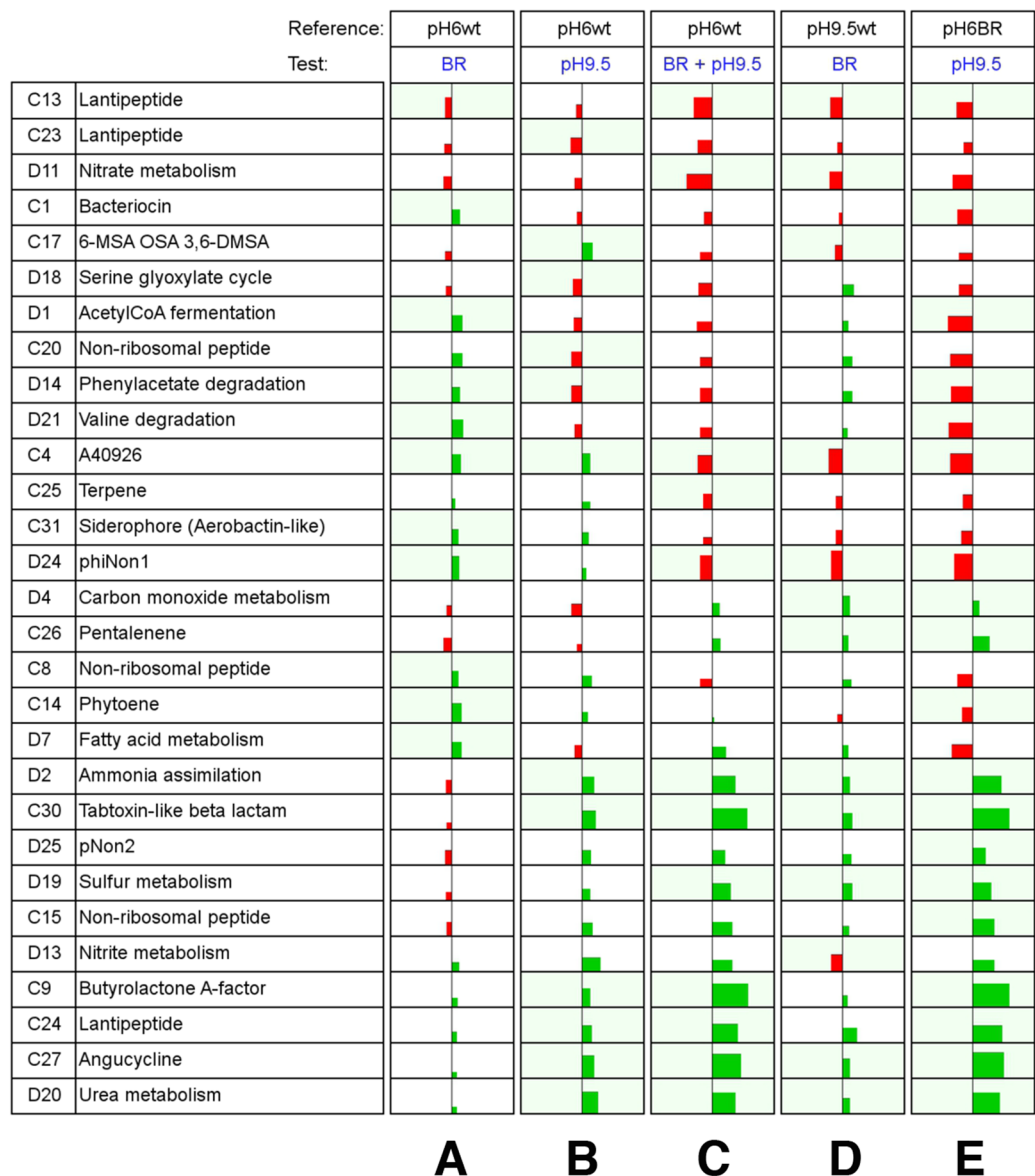 Reference: pH6wt pH6wt pH6wt pH9.5wt pH6BR
Test: BR pH9.5 BR + pH9.5 BR pH9.5
C13 Lantipeptide
C23 Lantipeptide
D11 Nitrate metabolism
C1 Bacteriocin
C17 6-MSA OSA 3,6-DMSA
D18 Serine glyoxylate cycle
D1 AcetylCoA fermentation
C20 Non-ribosomal peptide
D14 Phenylacetate degradation
D21 Valine degradation
C4 A40926
C25 Terpene
C31 Siderophore (Aerobactin-like)
D24 phiNon1
D4 Carbon monoxide metabolism
C26 Pentalenene
C8 Non-ribosomal peptide
C14 Phytoene
D7 Fatty acid metabolism
D2 Ammonia assimilation
C30 Tabtoxin-like beta lactam
D25 pNon2
D19 Sulfur metabolism
C15 Non-ribosomal peptide
D13 Nitrite metabolism
C9 Butyrolactone A-factor
C24 Lantipeptide
C27 Angucycline
D20 Urea metabolism
A B C D E